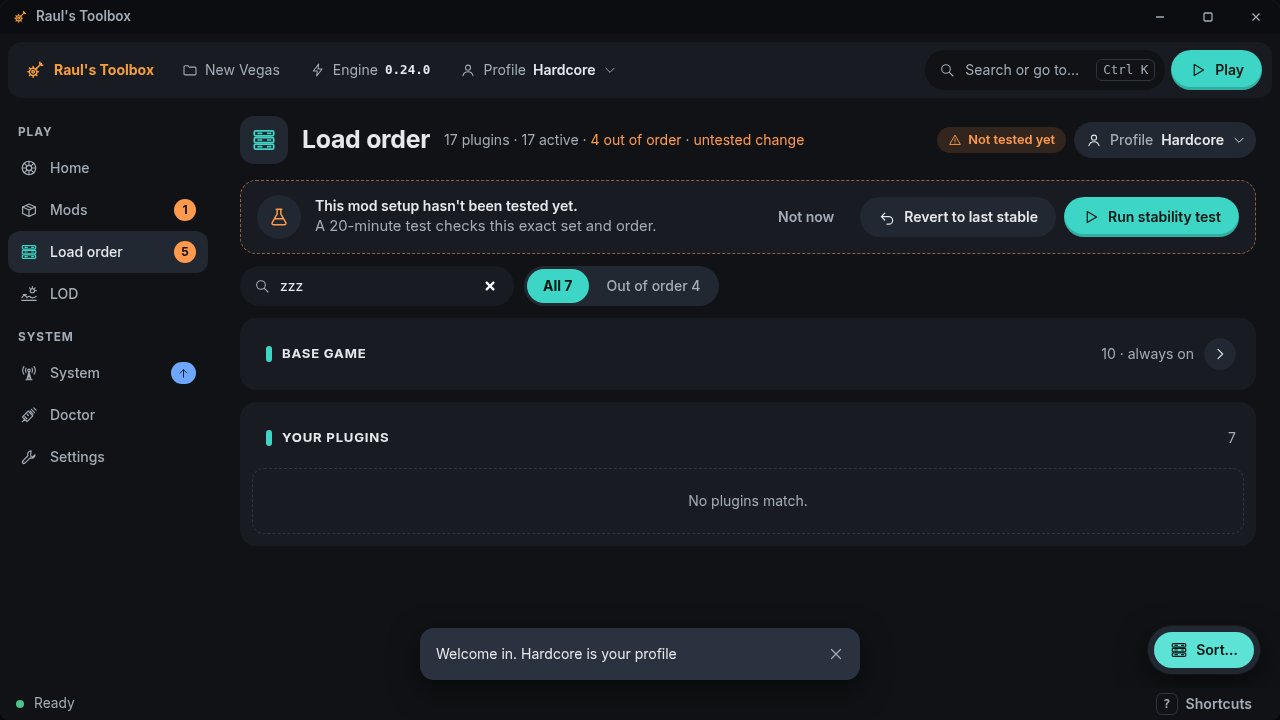 Raul's Toolbox
Raul's Toolbox
New Vegas
Engine 0.24.0
Profile Hardcore
Search or go to...
Ctrl K
Play
PLAY
Home
Mods 1
Load order 5
LOD
SYSTEM
System
Doctor
Settings
Load order
17 plugins · 17 active · 4 out of order · untested change
Not tested yet
Profile Hardcore
This mod setup hasn't been tested yet.
A 20-minute test checks this exact set and order.
Not now
Revert to last stable
Run stability test
zzz
All 7
Out of order 4
BASE GAME
10 · always on
YOUR PLUGINS
7
No plugins match.
Welcome in. Hardcore is your profile
Sort...
Ready
? Shortcuts